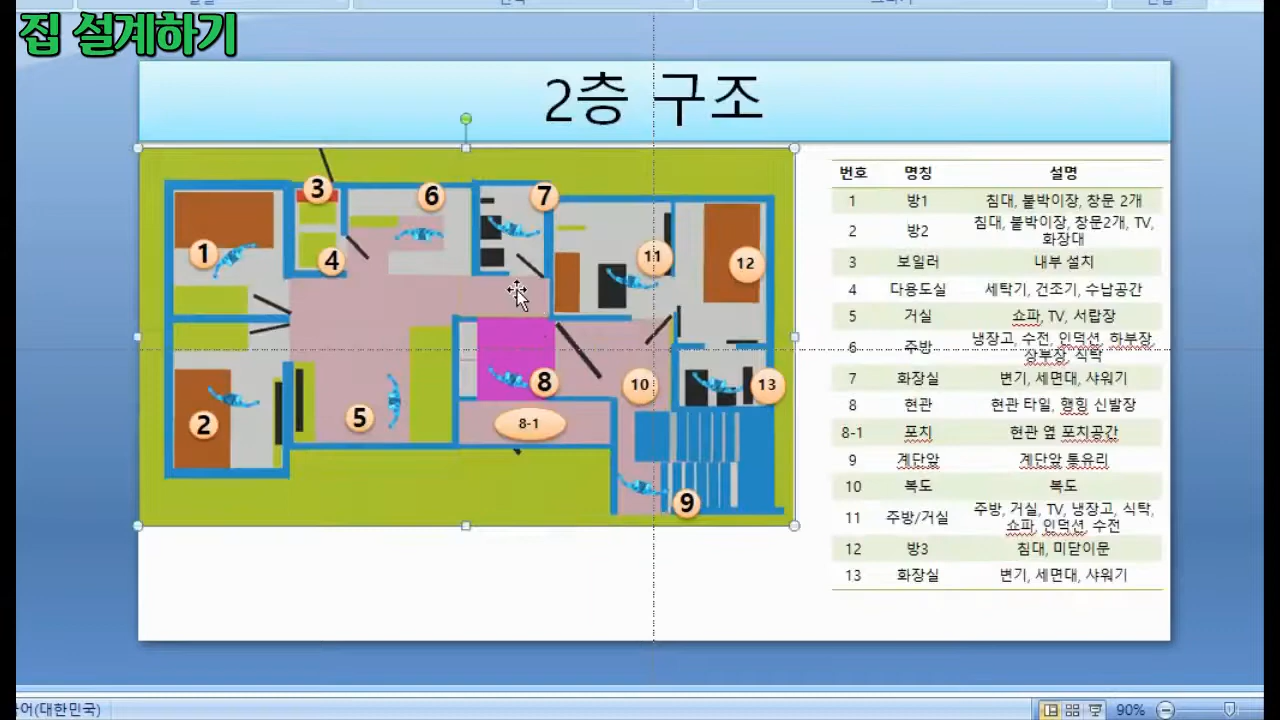 집 설계하기
2층 구조
번호 명칭 설명
1 방1 침대, 붙박이장, 창문 2개
2 방2 침대, 붙박이장, 창문2개, TV,
화장대
3 보일러 내부 설치
4 다용도실 세탁기, 건조기, 수납공간
5 거실 쇼파, TV, 서랍장
6 주방 냉장고, 수전, 인덕션, 하부장,
상부장, 식탁
7 화장실 변기, 세면대, 샤워기
8 현관 현관 타일, 행힝 신발장
8-1 포치 현관 옆 포치공간
9 계단앞 계단앞 통유리
10 복도 복도
11 주방/거실 주방, 거실, TV, 냉장고, 식탁,
쇼파, 인덕션, 수전
12 방3 침대, 미닫이문
13 화장실 변기, 세면대, 샤워기
1
2
3
4
5
6
7
8
8-1
9
10
11
12
13
어(대한민국)
90%